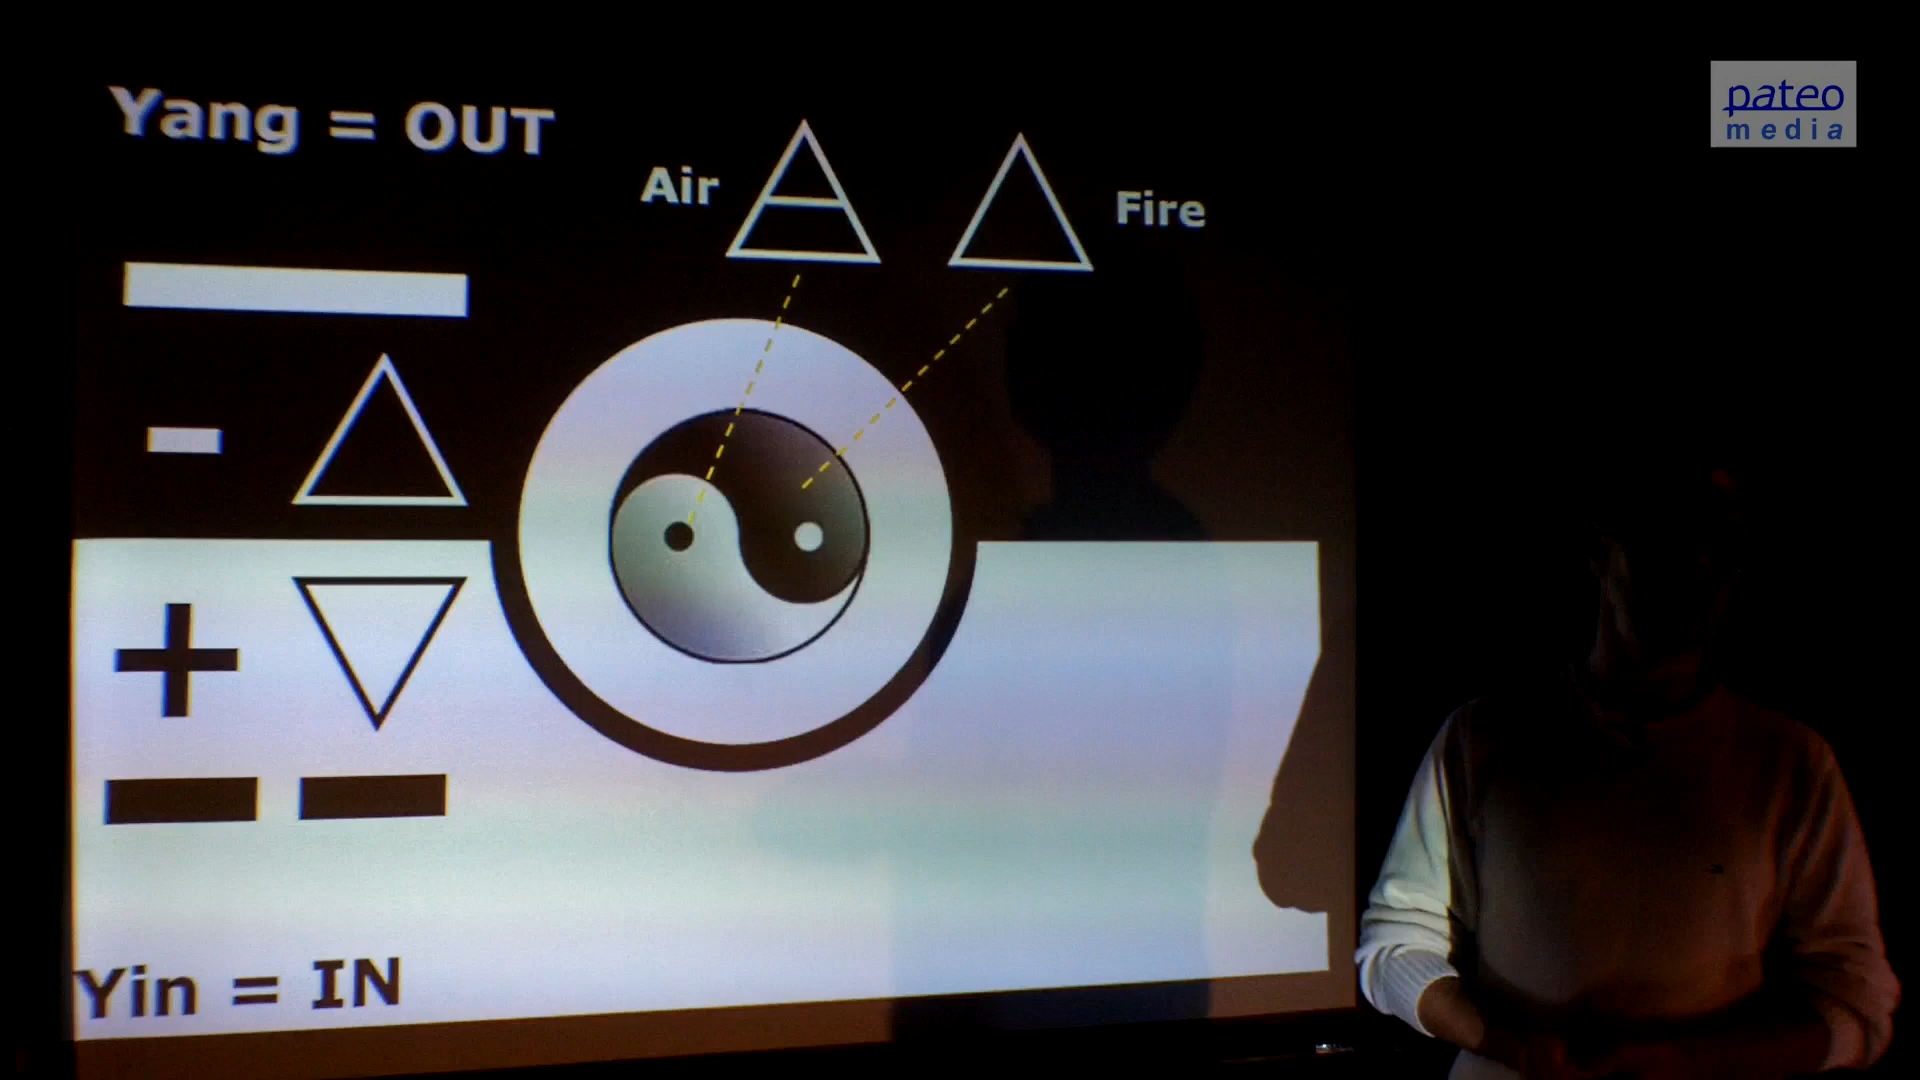 Yang = OUT
Air
Fire
-
+
Yin = IN
pateo
media